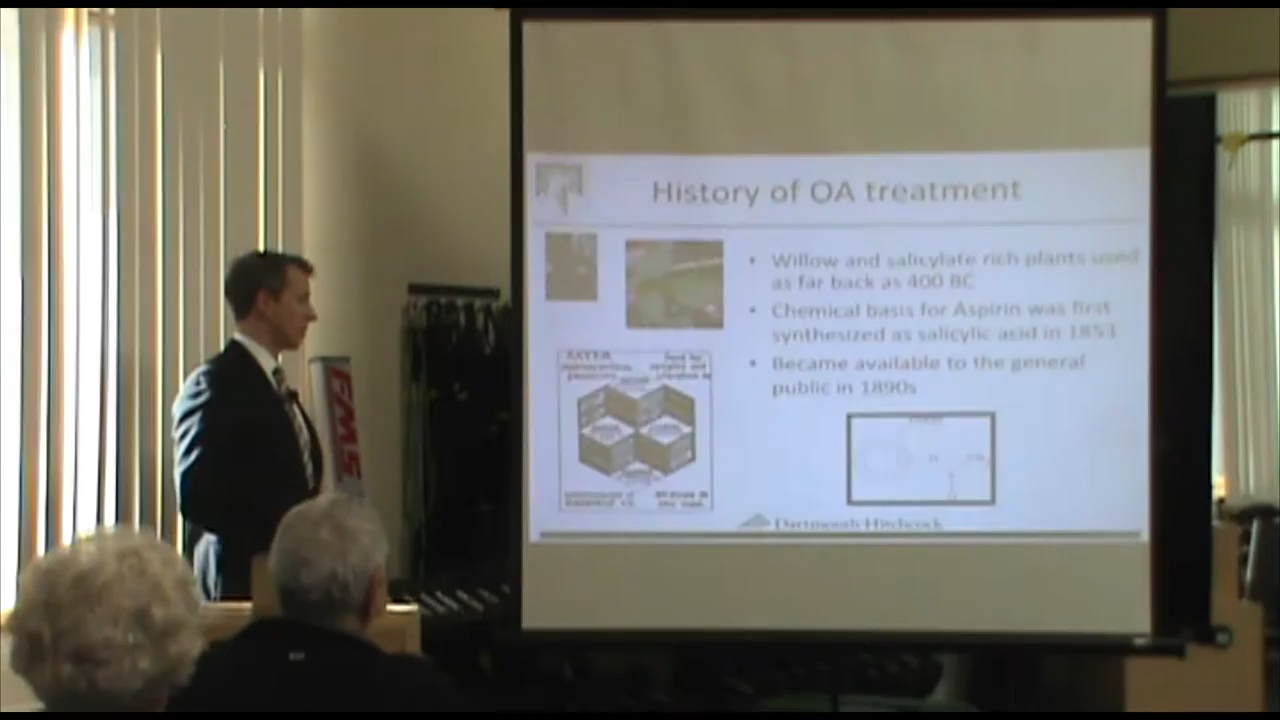 History of OA treatment
• Willow and salicylate rich plants used
as far back as 400 BC
• Chemical basis for Aspirin was first
synthesized as salicylic acid in 1853
• Became available to the general
public in 1890s
BAYER
Dartmouth-Hitchcock
EMS